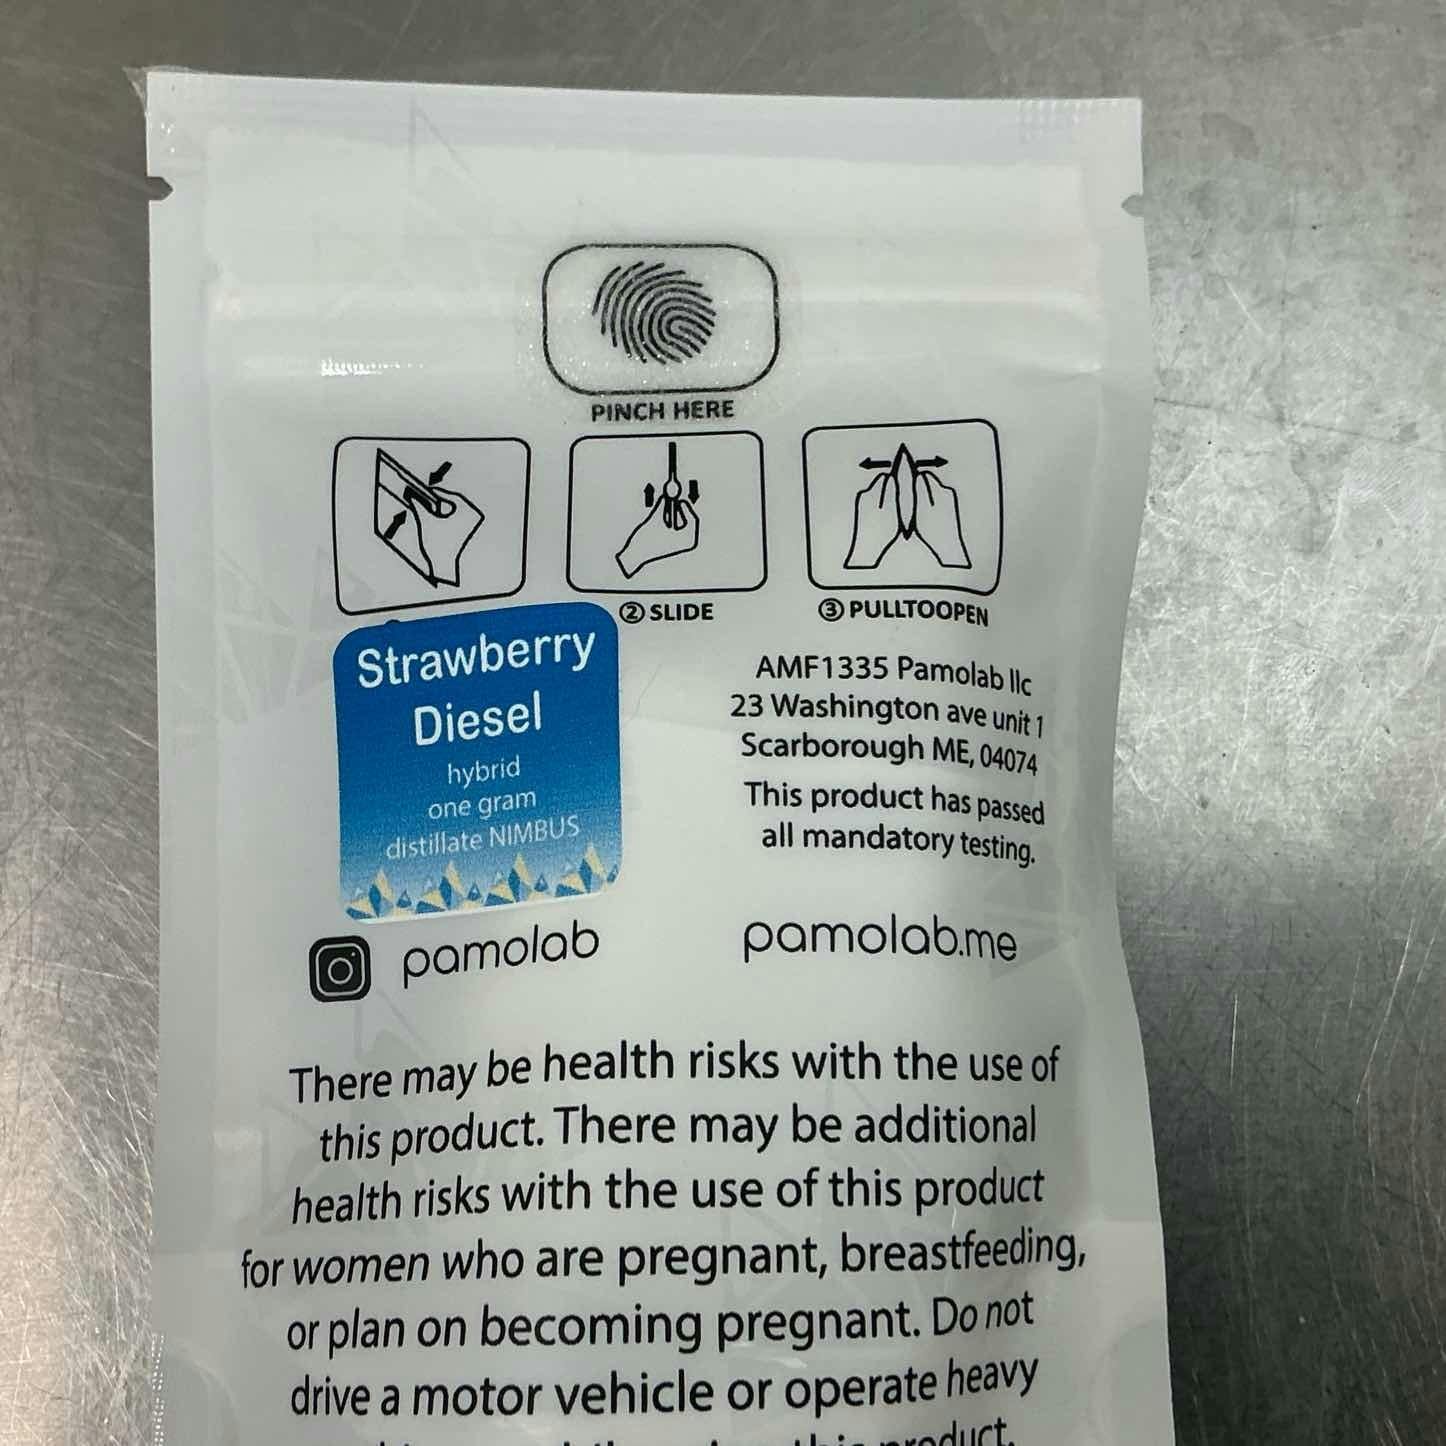 PINCH HERE
② SLIDE
③ PULLTOOPEN
Strawberry
Diesel
hybrid
one gram
distillate NIMBUS
AMF1335 Pamolab llc
23 Washington ave unit 1
Scarborough ME, 04074
This product has passed
all mandatory testing.
pamolab
pamolab.me
There may be health risks with the use of
this product. There may be additional
health risks with the use of this product
for women who are pregnant, breastfeeding,
or plan on becoming pregnant. Do not
drive a motor vehicle or operate heavy
this product.